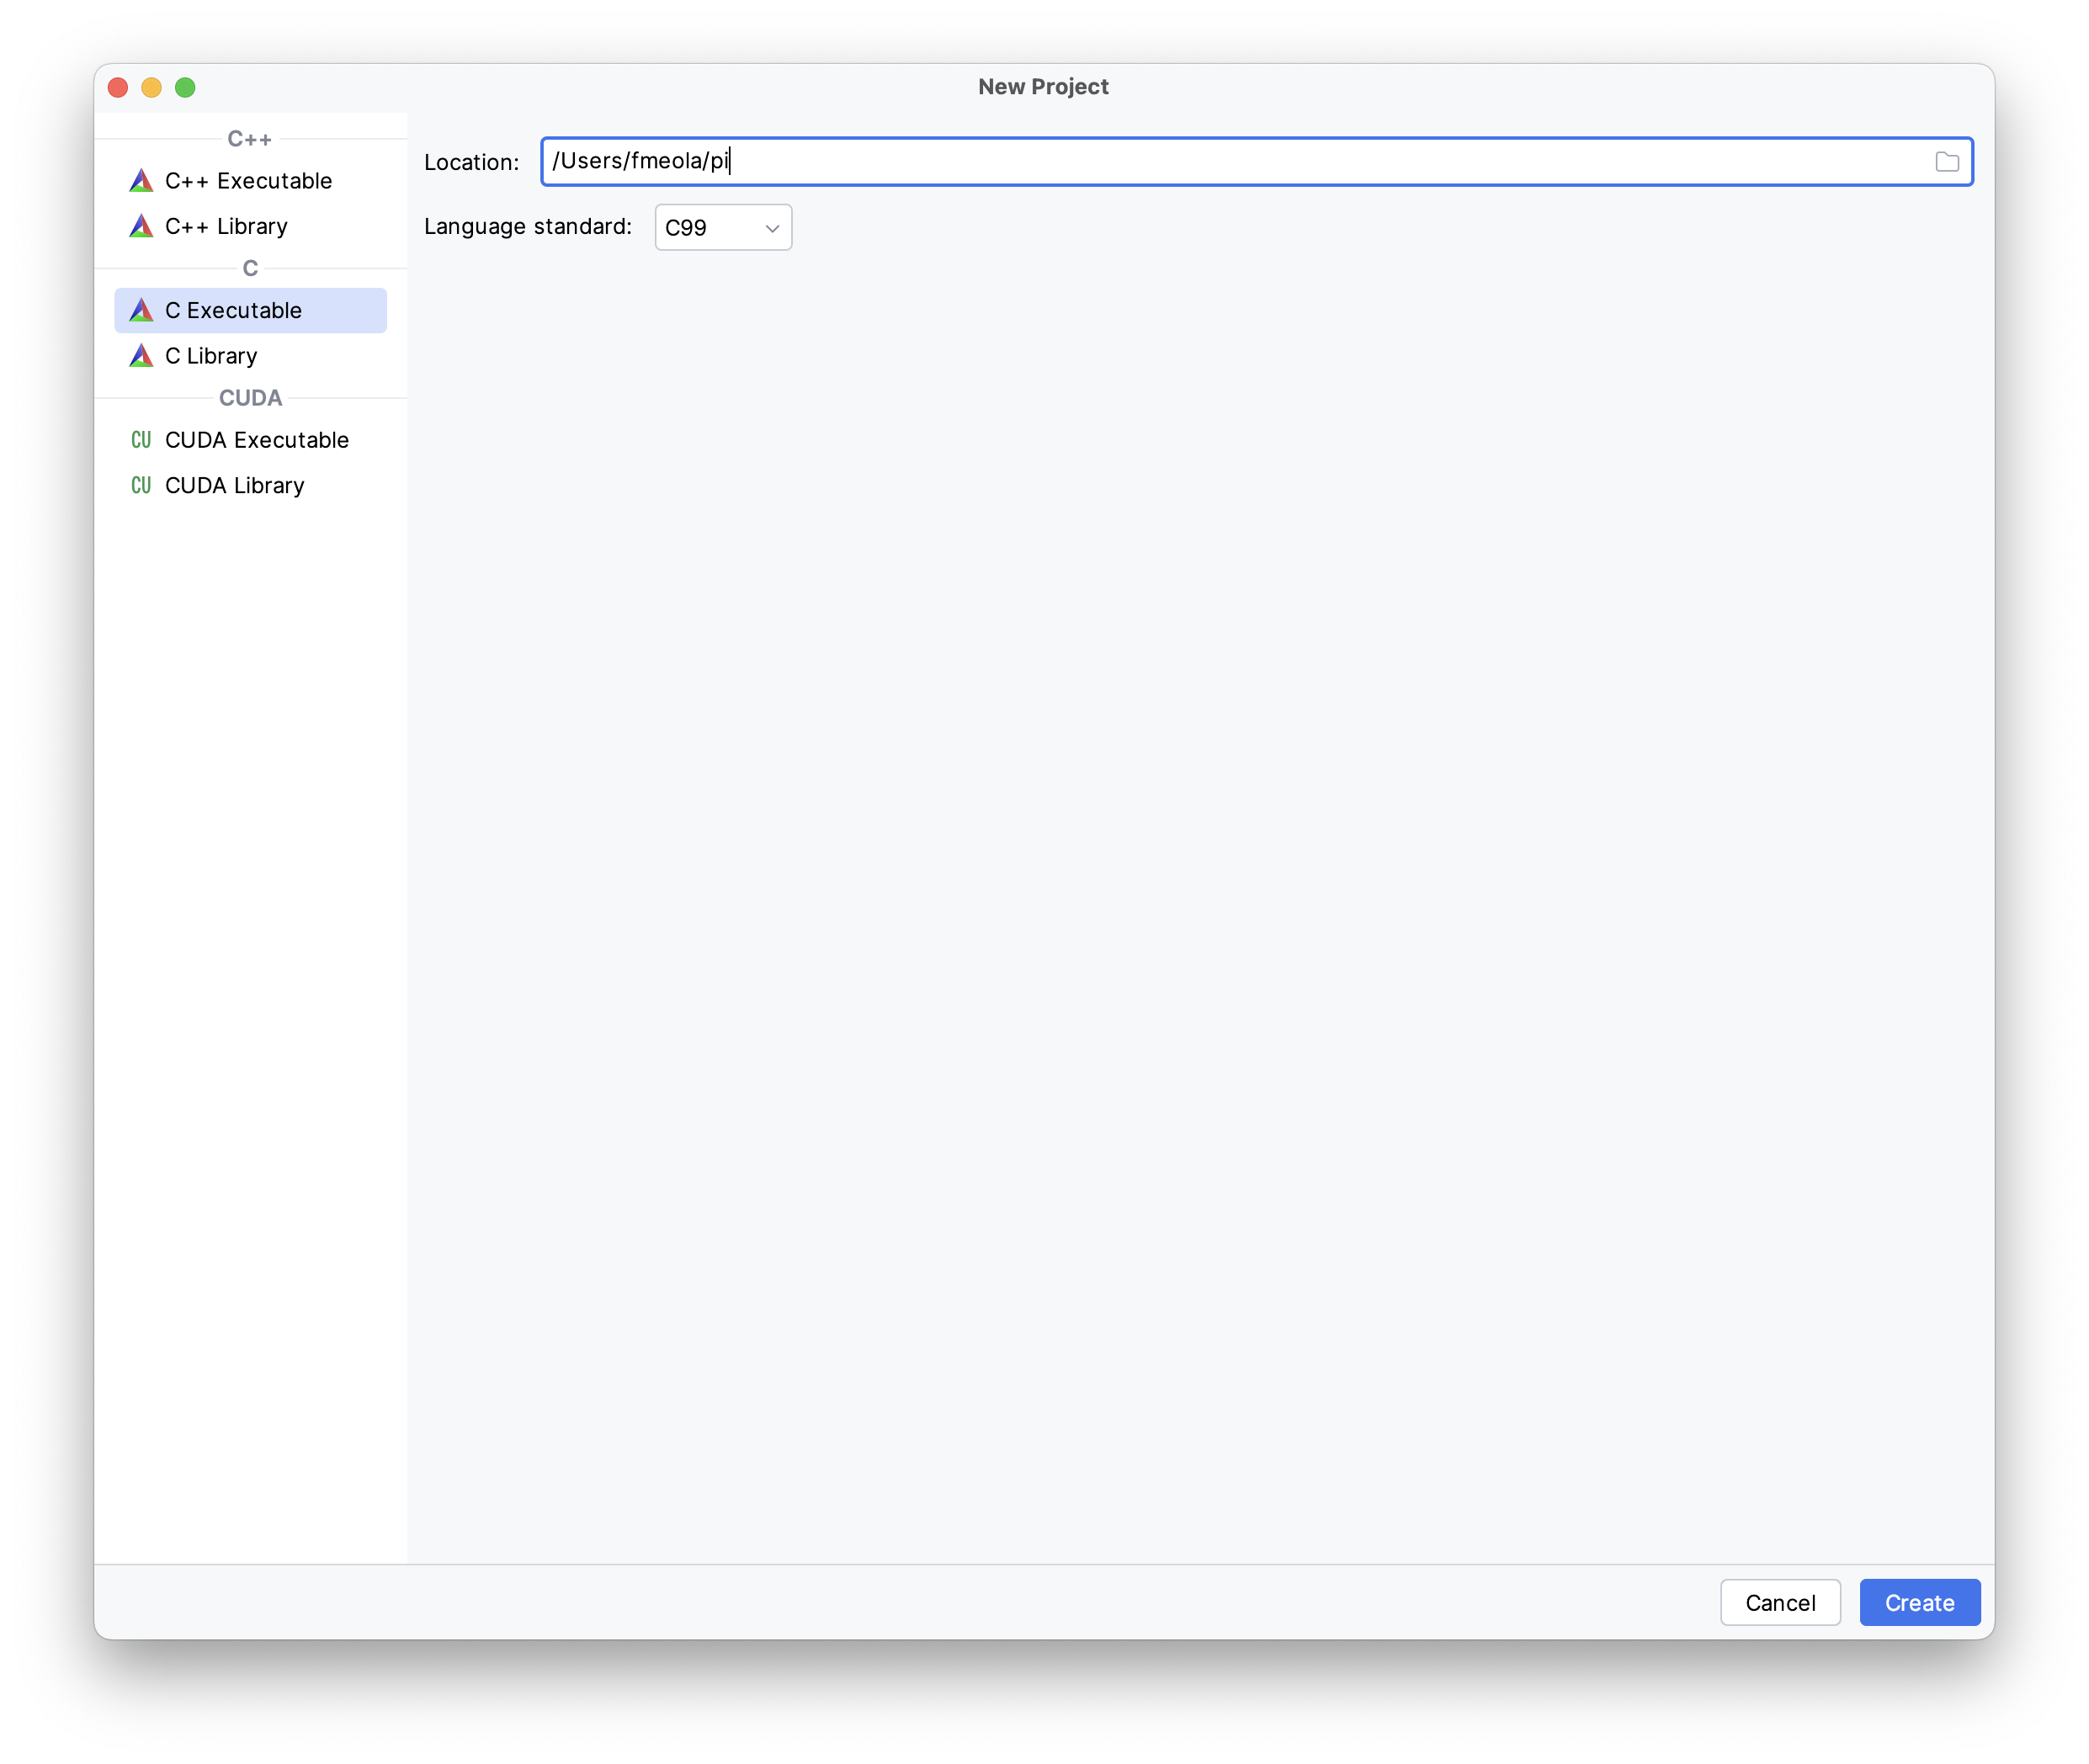 New Project
C++
C++ Executable
C++ Library
C
C Executable
C Library
CUDA
CU CUDA Executable
CU CUDA Library
Location: /Users/fmeola/pi
Language standard: C99
Cancel Create